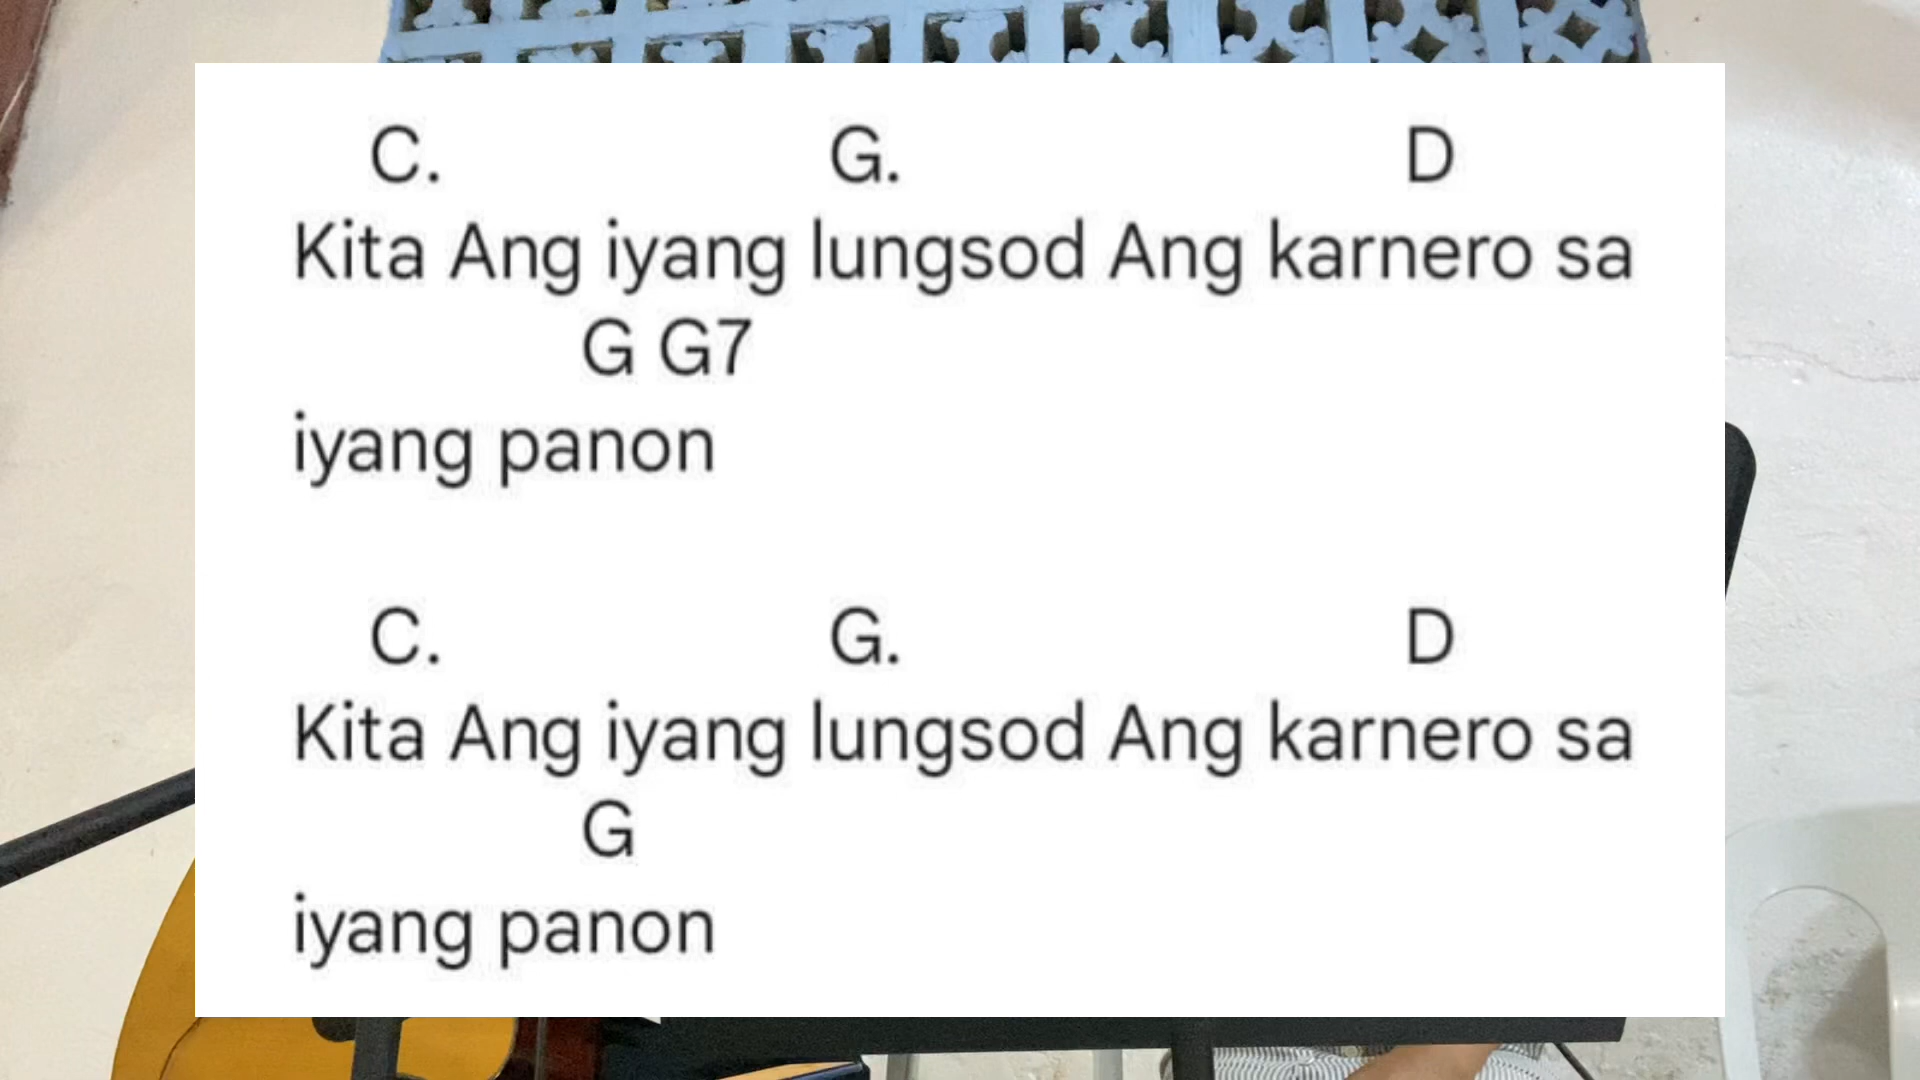 C. G. D
Kita Ang iyang lungsod Ang karnero sa
G G7
iyang panon
C. G. D
Kita Ang iyang lungsod Ang karnero sa
G
iyang panon